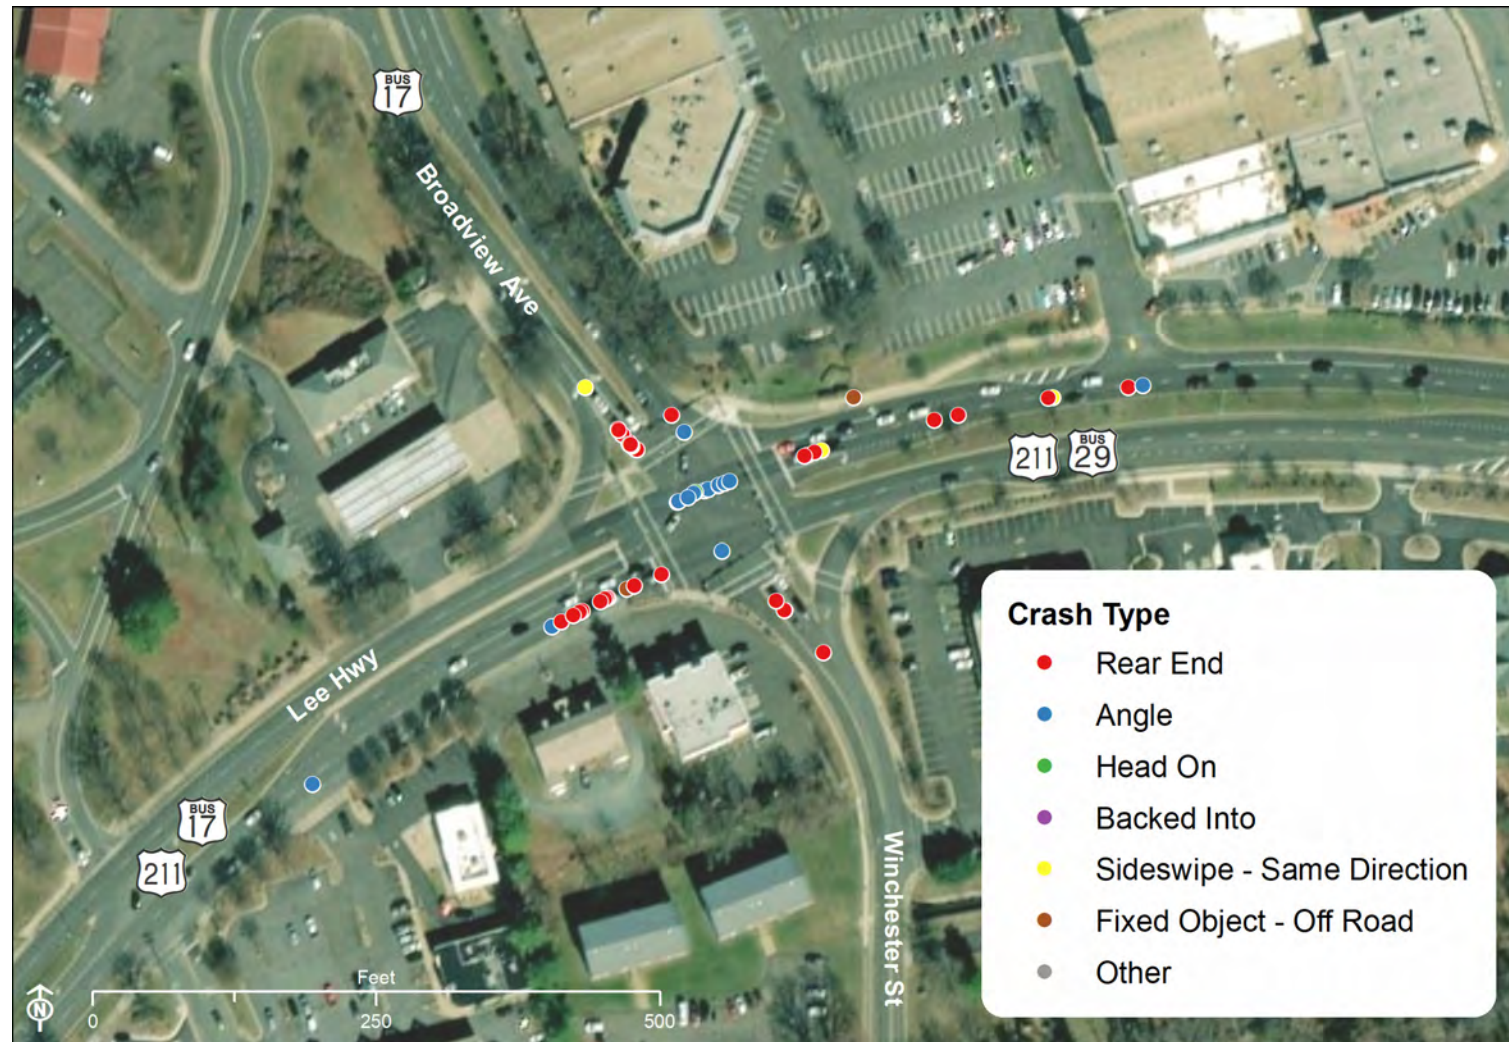 BUS
17
Broadview Ave
211
BUS
29
Lee Hwy
BUS
17
211
Winchester St
Crash Type
Rear End
Angle
Head On
Backed Into
Sideswipe - Same Direction
Fixed Object - Off Road
Other
Feet
0 250 500
N